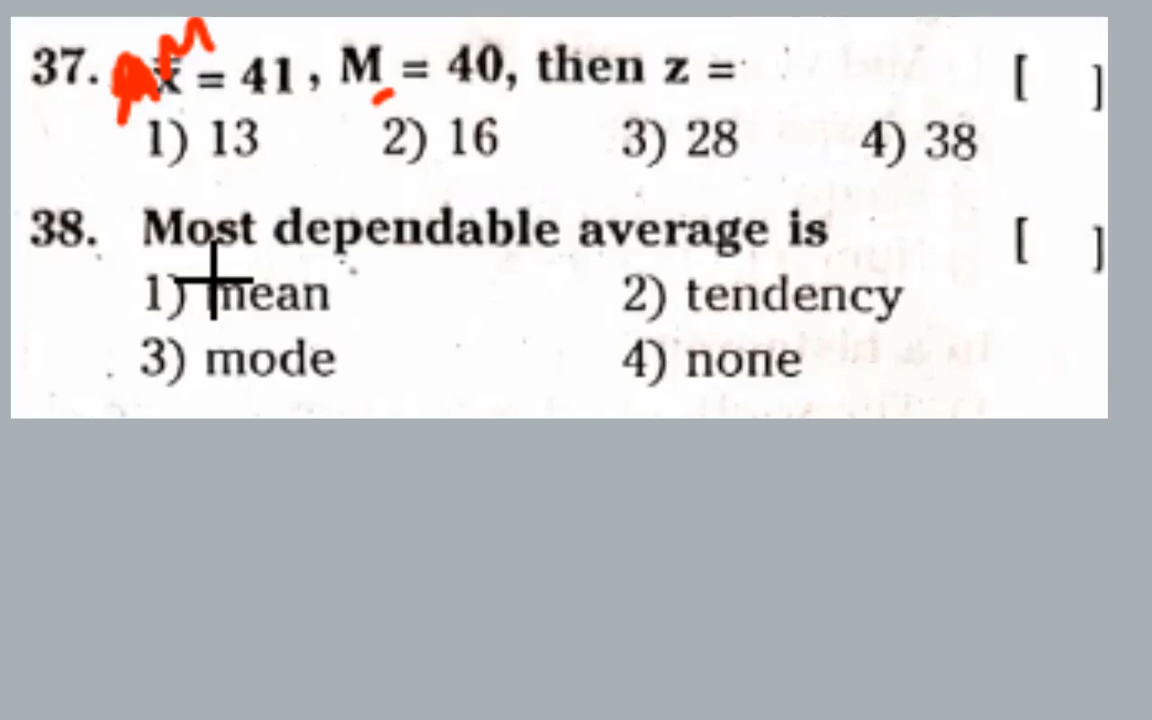 37. x̄ = 41, M = 40, then z = [ ]
1) 13 2) 16 3) 28 4) 38
38. Most dependable average is [ ]
1) mean 2) tendency
3) mode 4) none